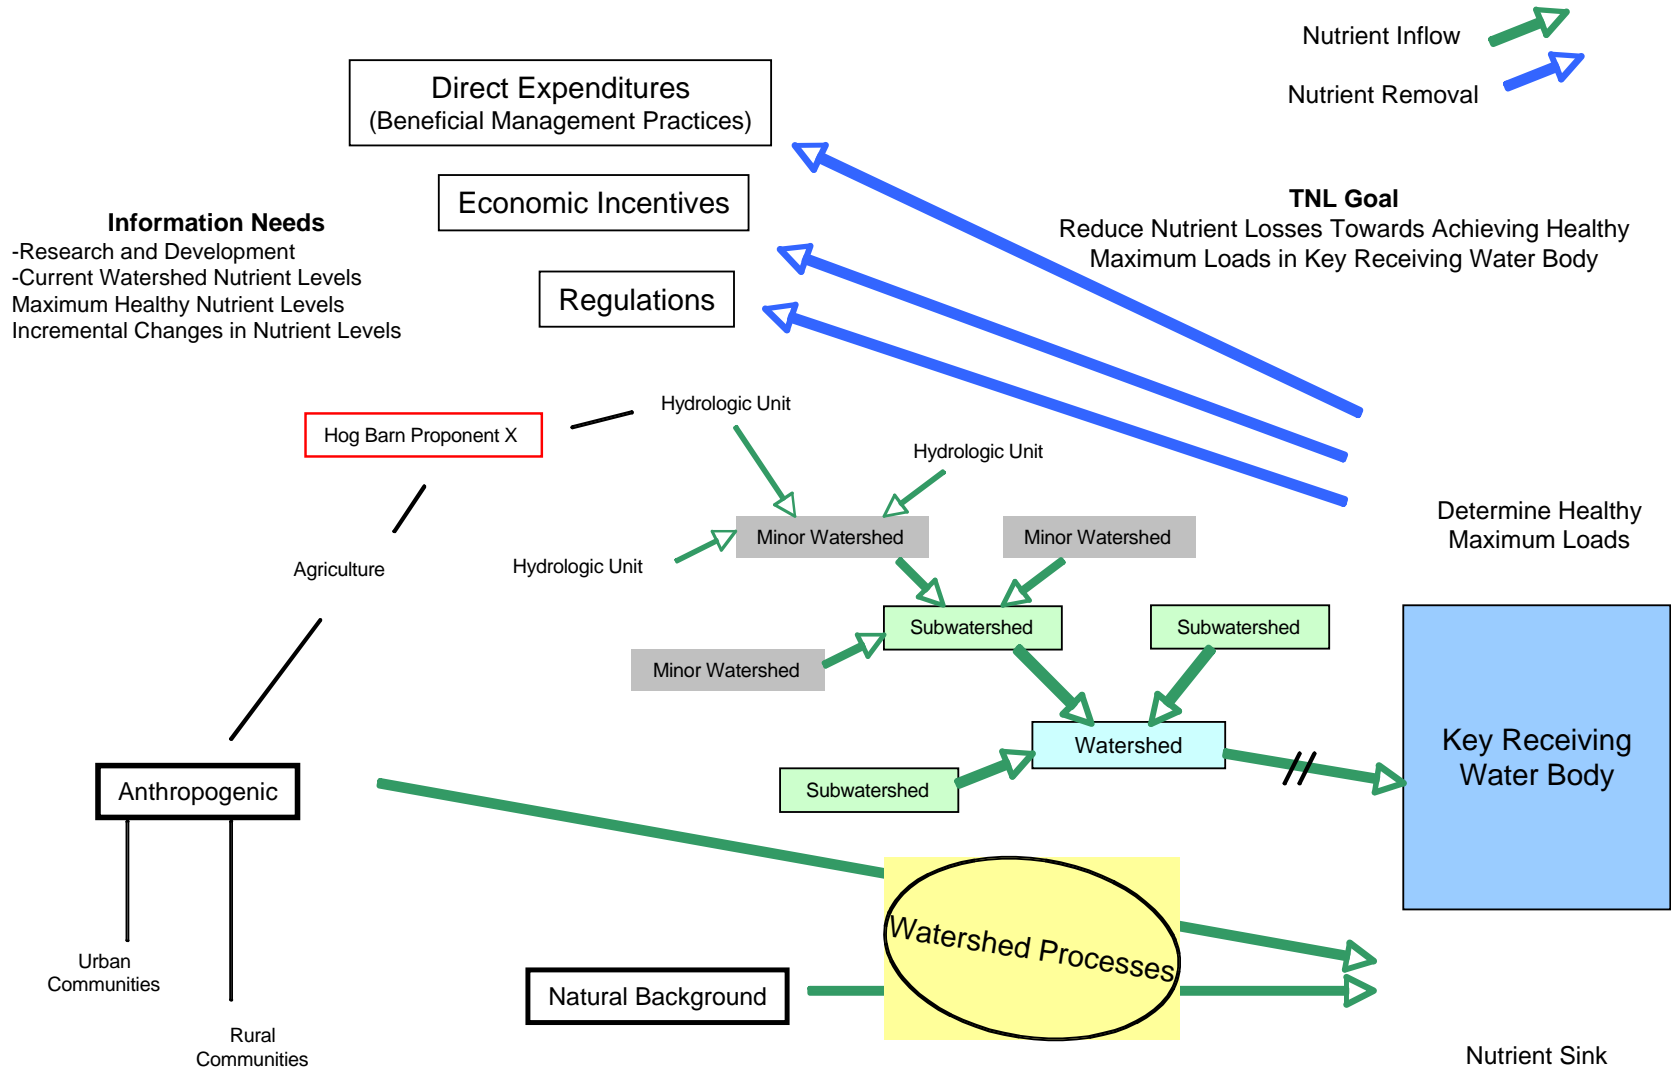 Nutrient Inflow
Nutrient Removal
Direct Expenditures
(Beneficial Management Practices)
Economic Incentives
Regulations
TNL Goal
Reduce Nutrient Losses Towards Achieving Healthy
Maximum Loads in Key Receiving Water Body
Information Needs
-Research and Development
-Current Watershed Nutrient Levels
Maximum Healthy Nutrient Levels
Incremental Changes in Nutrient Levels
Hydrologic Unit
Hog Barn Proponent X
Hydrologic Unit
Minor Watershed
Minor Watershed
Determine Healthy
Maximum Loads
Agriculture
Hydrologic Unit
Subwatershed
Subwatershed
Minor Watershed
Watershed
Key Receiving
Water Body
Subwatershed
Anthropogenic
Watershed Processes
Urban
Communities
Natural Background
Rural
Communities
Nutrient Sink